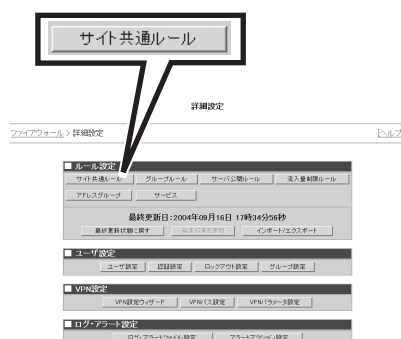 サイト共通ルール
詳細設定
ファイアウォール > 詳細設定
[ヘルプ
■ ルール設定
サイト共通ルール グループルール サーバ公開ルール 流入量制限ルール
アドレスグループ サービス
最終更新日:2004年09月16日 17時34分56秒
最終更新状態に戻す 編集結果を適用 インポート/エクスポート
■ ユーザ設定
ユーザ設定 認証設定 ロックアウト設定 グループ設定
■ VPN設定
VPN設定ウィザード VPNパス設定 VPNパラメータ設定
■ ログ・アラート設定
ログ・アラートファイル設定 アラートアクション設定